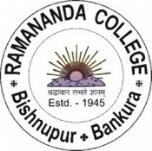 RAMANANDA COLLEGE
श्रद्धावान लभते ज्ञानम्
Estd. - 1945
Bishnupur + Bankura